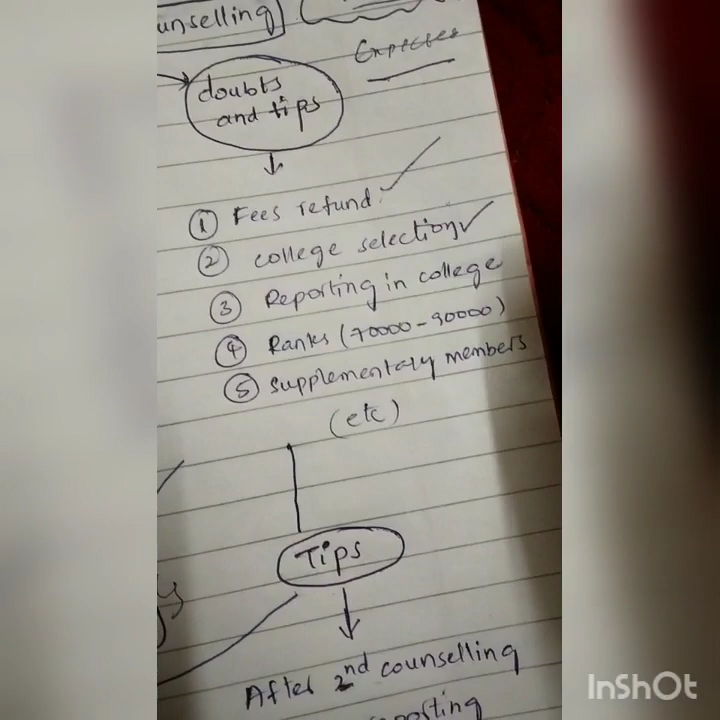 unselling
doubts
and tips
① Fees refund
② college selection
③ Reporting in college
④ Ranks (70000-90000)
⑤ supplementary members
(etc)
Tips
After 2nd counselling
InShOt